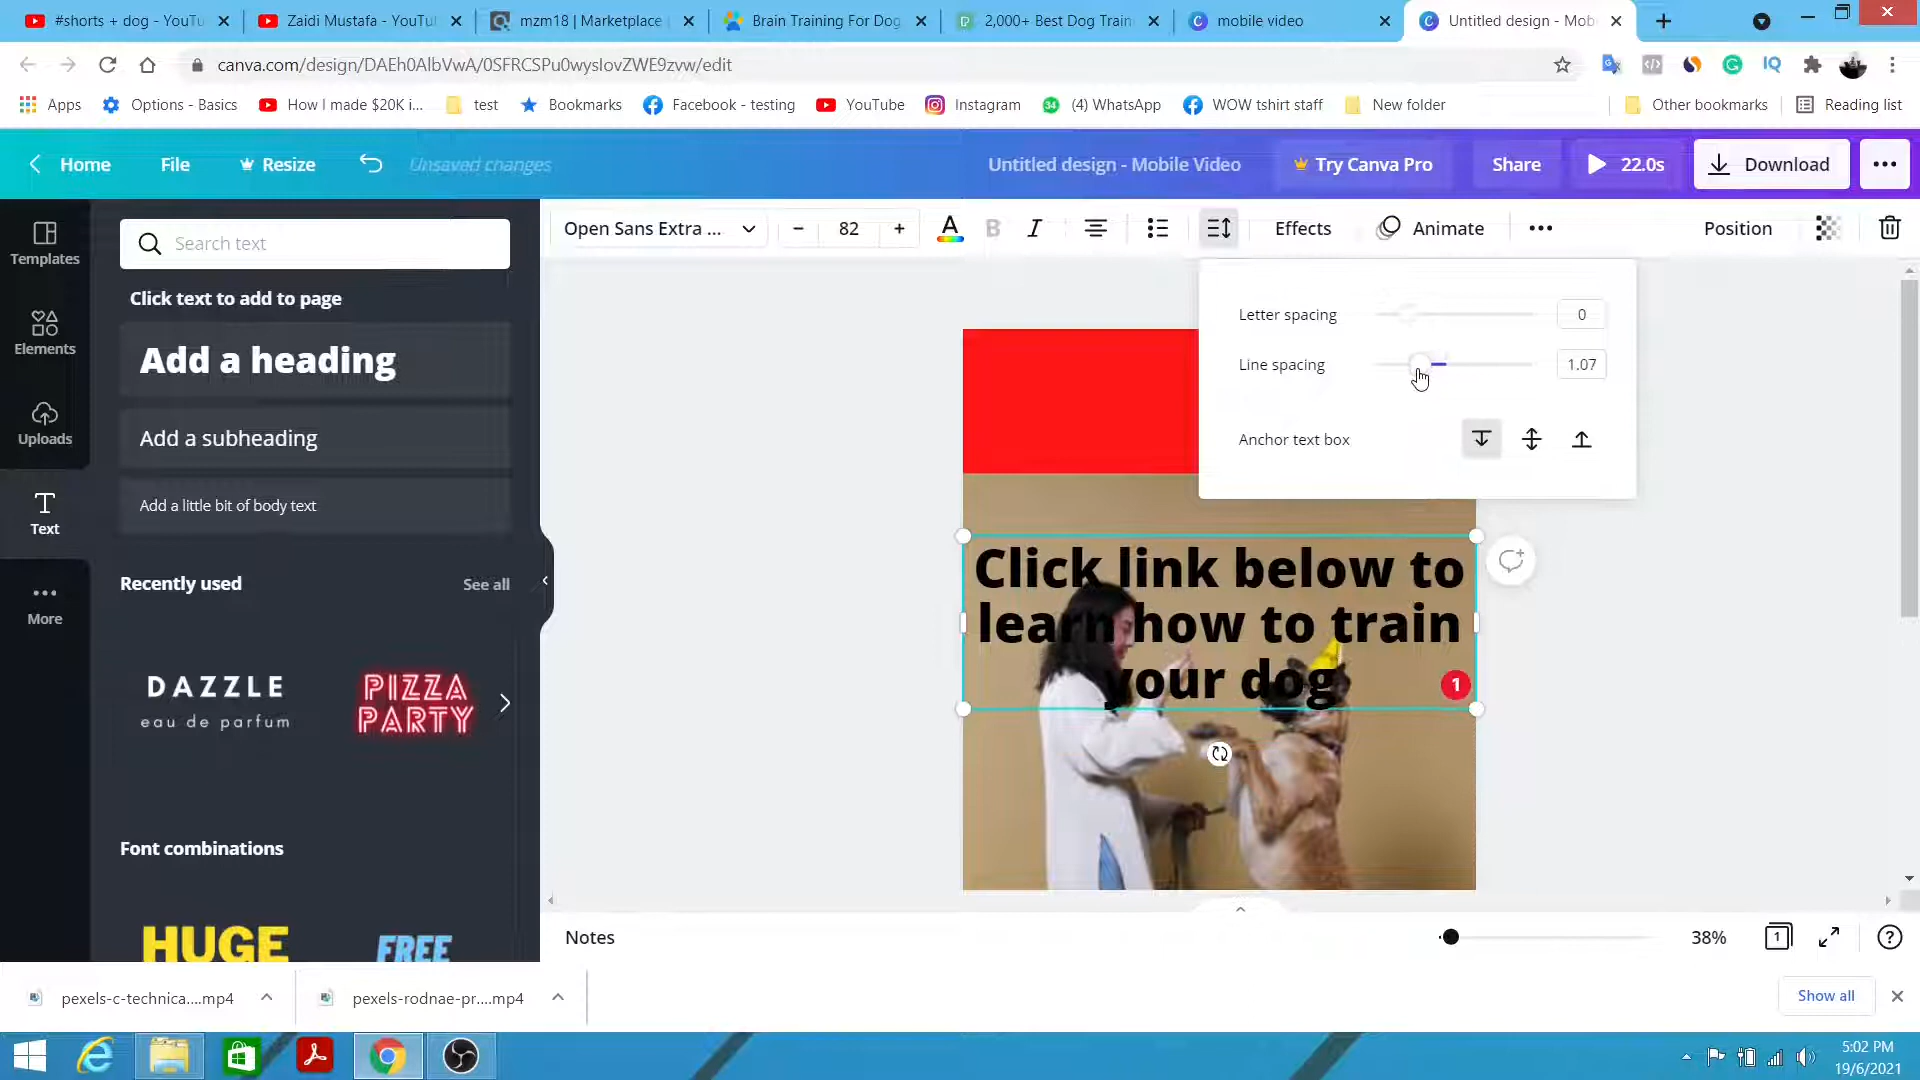 #shorts + dog - YouTu
Zaidi Mustafa - YouTu
mzm18 | Marketplace
Brain Training For Dog
2,000+ Best Dog Train
mobile video
Untitled design - Mob
canva.com/design/DAEh0AlbVwA/0SFRCSPu0wyslovZWE9zvw/edit
Apps
Options - Basics
How I made $20K i...
test
Bookmarks
Facebook - testing
YouTube
Instagram
(4) WhatsApp
WOW tshirt staff
New folder
Other bookmarks
Reading list
Home
File
Resize
Unsaved changes
Untitled design - Mobile Video
Try Canva Pro
Share
22.0s
Download
Templates
Elements
Uploads
Text
More
Search text
Click text to add to page
Add a heading
Add a subheading
Add a little bit of body text
Recently used
See all
DAZZLE
eau de parfum
PIZZA
PARTY
Font combinations
HUGE
FREE
Open Sans Extra ...
82
Effects
Animate
Position
Letter spacing
0
Line spacing
1.07
Anchor text box
Click link below to
learn how to train
your dog
1
Notes
38%
1
pexels-c-technica....mp4
pexels-rodnae-pr....mp4
Show all
5:02 PM
19/6/2021